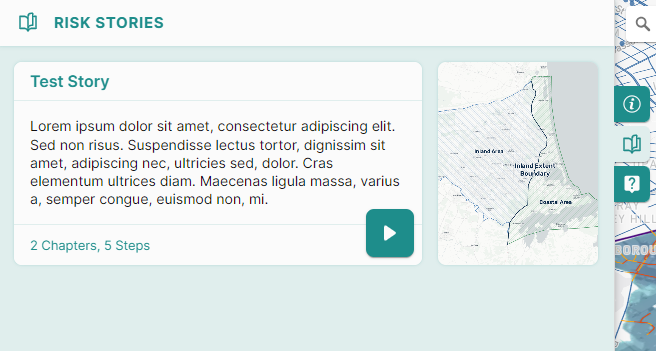 RISK STORIES
Test Story
Lorem ipsum dolor sit amet, consectetur adipiscing elit.
Sed non risus. Suspendisse lectus tortor, dignissim sit
amet, adipiscing nec, ultricies sed, dolor. Cras
elementum ultrices diam. Maecenas ligula massa, varius
a, semper congue, euismod non, mi.
2 Chapters, 5 Steps
Inland Area
Inland Extent
Boundary
Coastal Area